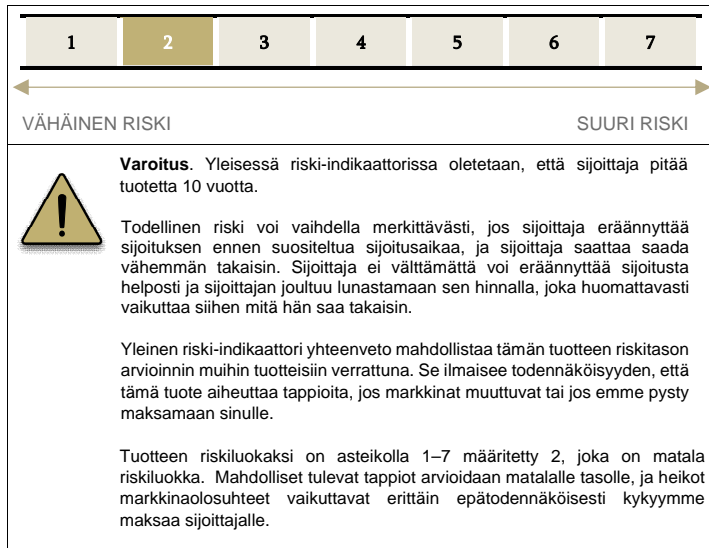 1 2 3 4 5 6 7
VÄHÄINEN RISKI SUURI RISKI
Varoitus. Yleisessä riski-indikaattorissa oletetaan, että sijoittaja pitää
tuotetta 10 vuotta.
Todellinen riski voi vaihdella merkittävästi, jos sijoittaja eräännyttää
sijoituksen ennen suositeltua sijoitusaikaa, ja sijoittaja saattaa saada
vähemmän takaisin. Sijoittaja ei välttämättä voi eräännyttää sijoitusta
helposti ja sijoittajan joultuu lunastamaan sen hinnalla, joka huomattavasti
vaikuttaa siihen mitä hän saa takaisin.
Yleinen riski-indikaattori yhteenveto mahdollistaa tämän tuotteen riskitason
arvioinnin muihin tuotteisiin verrattuna. Se ilmaisee todennäköisyyden, että
tämä tuote aiheuttaa tappioita, jos markkinat muuttuvat tai jos emme pysty
maksamaan sinulle.
Tuotteen riskiluokaksi on asteikolla 1–7 määritetty 2, joka on matala
riskiluokka. Mahdolliset tulevat tappiot arvioidaan matalalle tasolle, ja heikot
markkinaolosuhteet vaikuttavat erittäin epätodennäköisesti kykyymme
maksaa sijoittajalle.